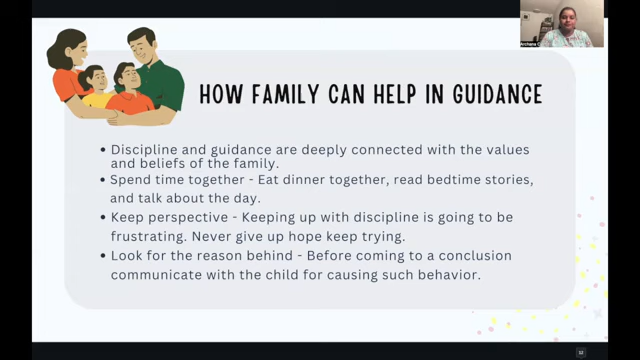 Archana
HOW FAMILY CAN HELP IN GUIDANCE
• Discipline and guidance are deeply connected with the values
and beliefs of the family.
• Spend time together - Eat dinner together, read bedtime stories,
and talk about the day.
• Keep perspective - Keeping up with discipline is going to be
frustrating. Never give up hope keep trying.
• Look for the reason behind - Before coming to a conclusion
communicate with the child for causing such behavior.
12